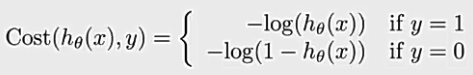 Cost(hθ(x), y) = { −log(hθ(x)) if y = 1
−log(1 − hθ(x)) if y = 0